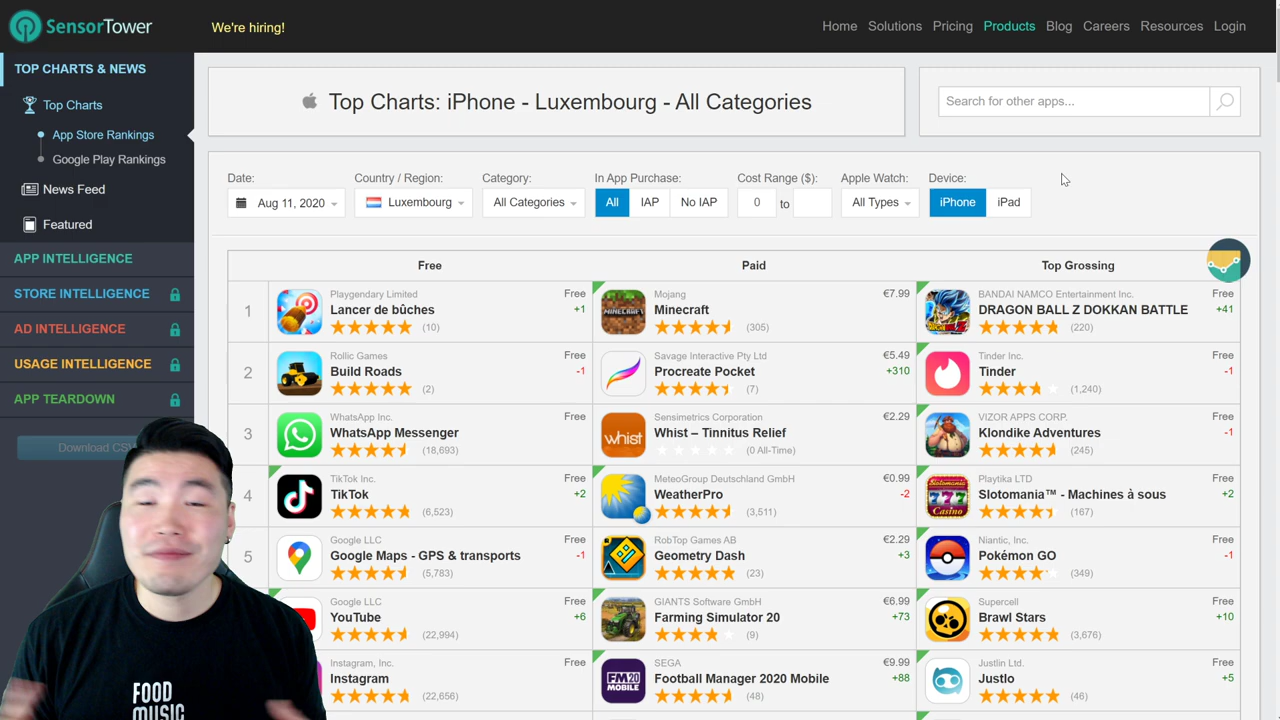 SensorTower
We're hiring!
Home Solutions Pricing Products Blog Careers Resources Login
TOP CHARTS & NEWS
Top Charts
App Store Rankings
Google Play Rankings
News Feed
Featured
APP INTELLIGENCE
STORE INTELLIGENCE
AD INTELLIGENCE
USAGE INTELLIGENCE
APP TEARDOWN
Download CSV
Top Charts: iPhone - Luxembourg - All Categories
Search for other apps...
Date: Country / Region: Category: In App Purchase: Cost Range ($): Apple Watch: Device:
Aug 11, 2020 Luxembourg All Categories All IAP No IAP 0 to All Types iPhone iPad
Free Paid Top Grossing
1
Playgendary Limited Free
Lancer de bûches +1
(10)
MINECRAFT
Mojang €7.99
Minecraft
(305)
BANDAI NAMCO Entertainment Inc. Free
DRAGON BALL Z DOKKAN BATTLE +41
(220)
2
Rollic Games Free
Build Roads -1
(2)
Savage Interactive Pty Ltd €5.49
Procreate Pocket +310
(7)
Tinder Inc. Free
Tinder -1
(1,240)
3
WhatsApp Inc. Free
WhatsApp Messenger
(18,693)
whist
Sensimetrics Corporation €2.29
Whist – Tinnitus Relief
(0 All-Time)
VIZOR APPS CORP. Free
Klondike Adventures -1
(245)
4
TikTok Inc. Free
TikTok +2
(6,523)
MeteoGroup Deutschland GmbH €0.99
WeatherPro -2
(3,511)
Slotomania
777
Casino
Playtika LTD Free
Slotomania™ - Machines à sous +2
(167)
5
Google LLC Free
Google Maps - GPS & transports -1
(5,783)
RobTop Games AB €2.29
Geometry Dash +3
(23)
Niantic, Inc. Free
Pokémon GO -1
(349)
Google LLC Free
YouTube +6
(22,994)
GIANTS Software GmbH €6.99
Farming Simulator 20 +73
(9)
Supercell Free
Brawl Stars +10
(3,676)
Instagram, Inc. Free
Instagram
(22,656)
FM20
MOBILE
SEGA €9.99
Football Manager 2020 Mobile +88
(48)
Justlin Ltd. Free
Justlo +5
(46)
FOOD
MUSIC